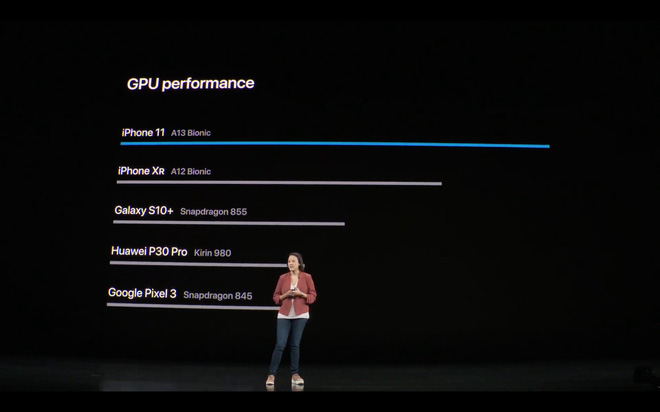 GPU performance
iPhone 11 A13 Bionic
iPhone XR A12 Bionic
Galaxy S10+ Snapdragon 855
Huawei P30 Pro Kirin 980
Google Pixel 3 Snapdragon 845